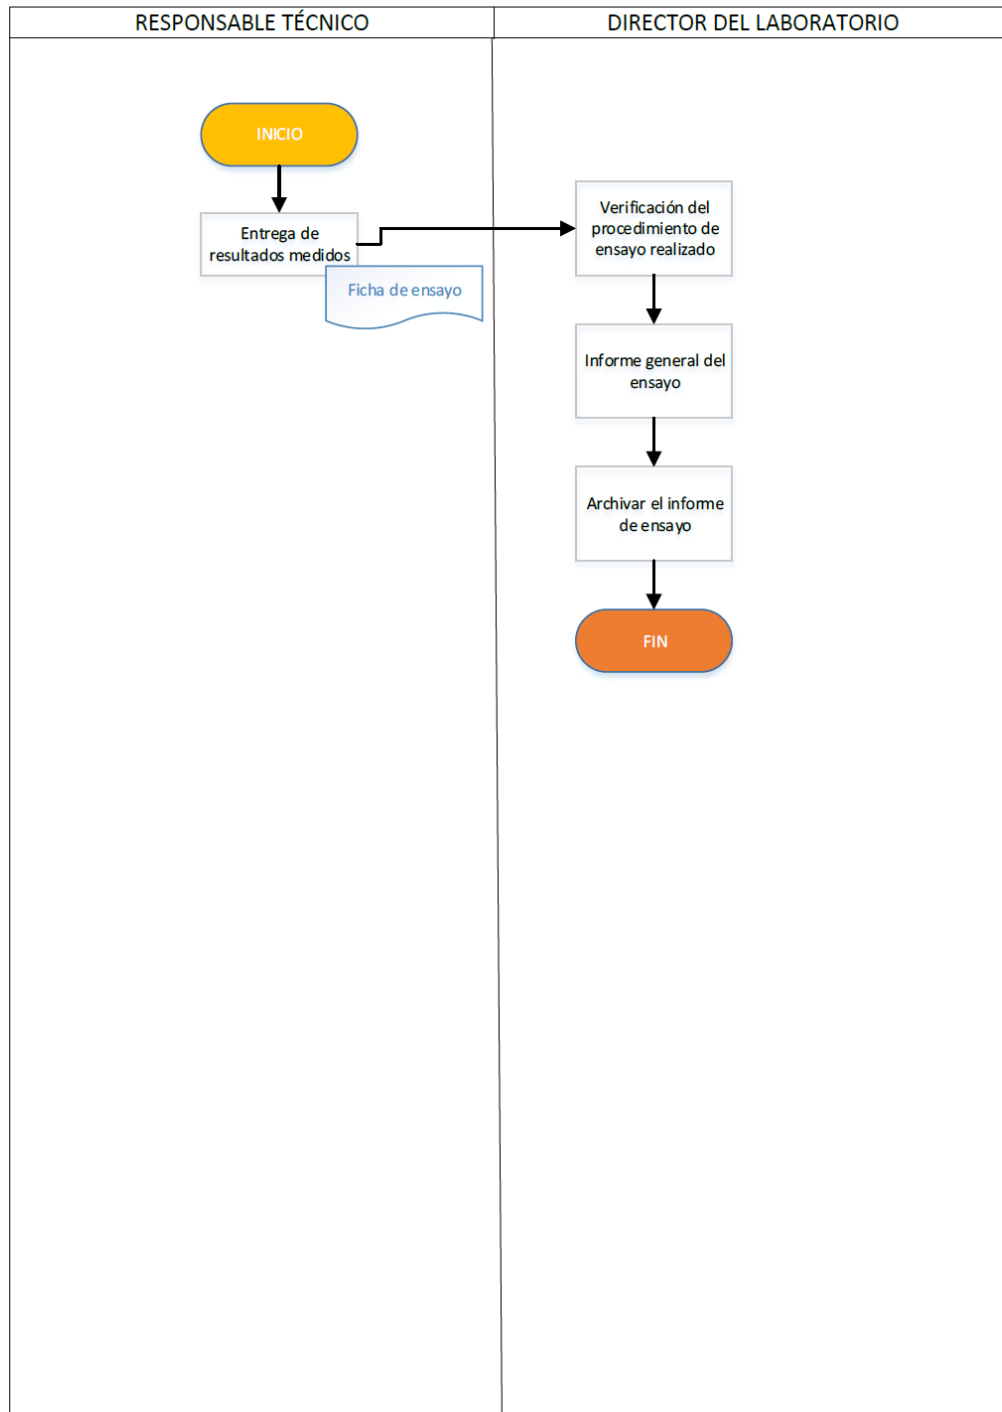 RESPONSABLE TÉCNICO
DIRECTOR DEL LABORATORIO
INICIO
Entrega de
resultados medidos
Ficha de ensayo
Verificación del
procedimiento de
ensayo realizado
Informe general del
ensayo
Archivar el informe
de ensayo
FIN